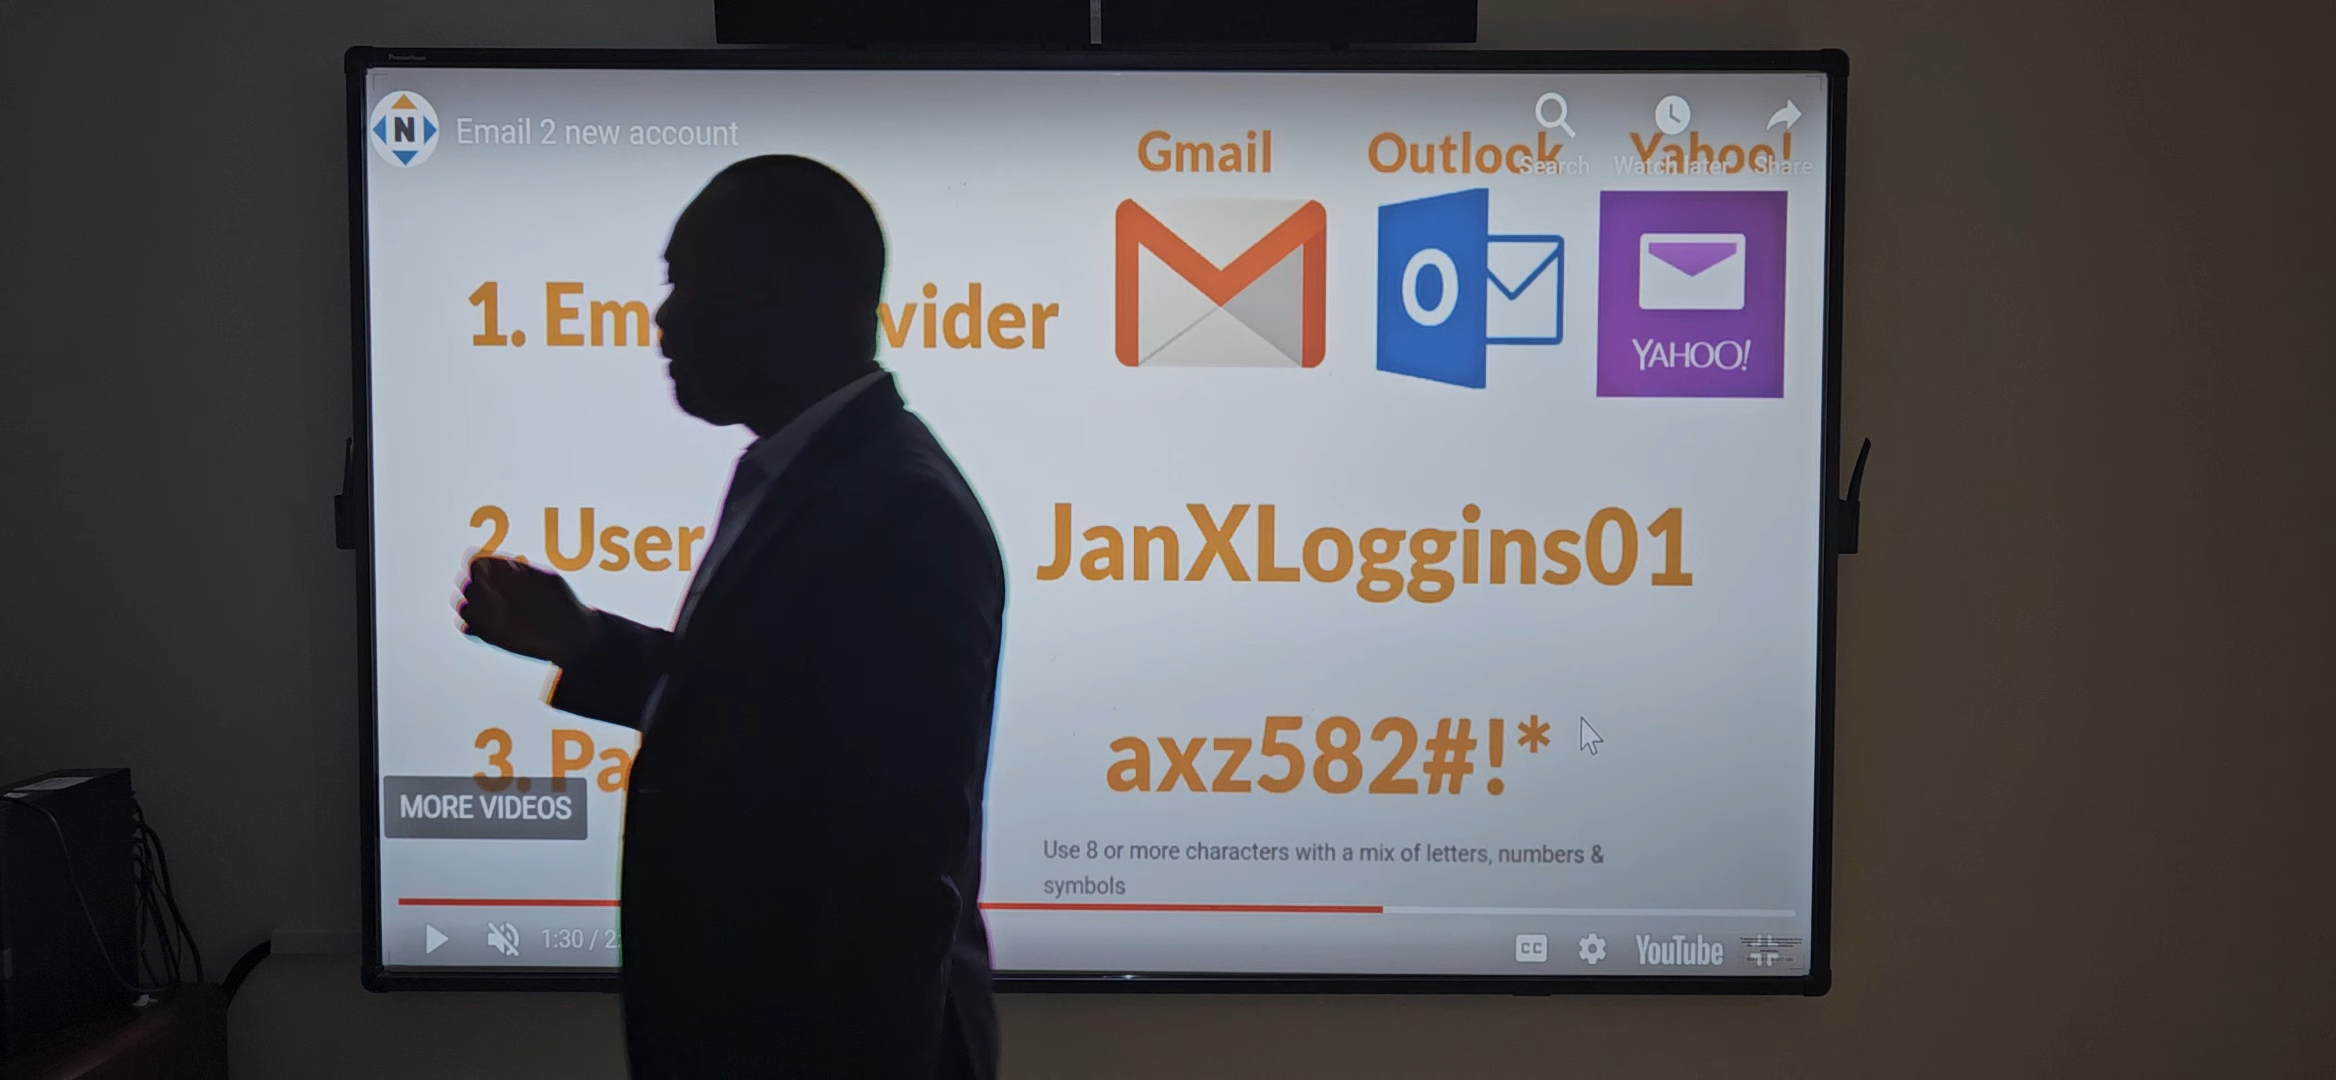 Promethean
N Email 2 new account
Search Watch later Share
Gmail Outlook Yahoo!
1. Em vider
O
YAHOO!
2. User JanXLoggins01
3. Pa axz582#!*
MORE VIDEOS
Use 8 or more characters with a mix of letters, numbers &
symbols
1:30 / 2:
CC YouTube